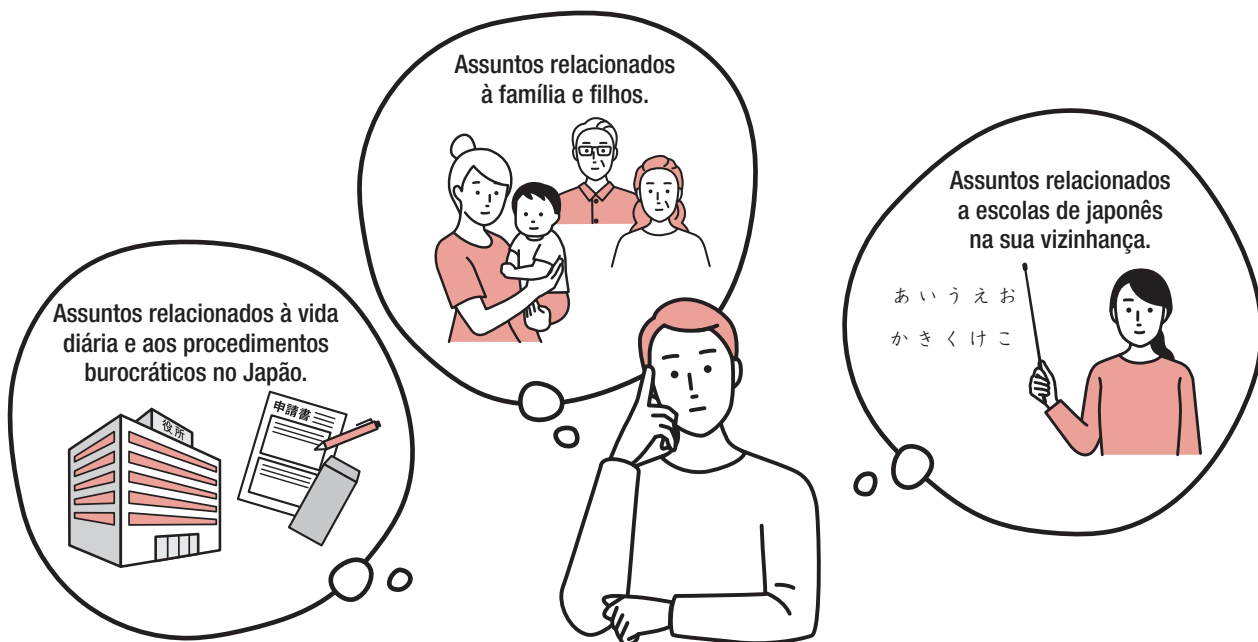 Assuntos relacionados
à família e filhos.
Assuntos relacionados
a escolas de japonês
na sua vizinhança.
あいうえお
かきくけこ
Assuntos relacionados à vida
diária e aos procedimentos
burocráticos no Japão.
役所
申請書